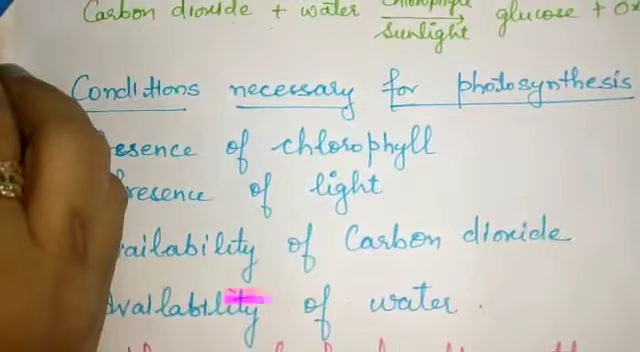 Carbon dioxide + water chlorophyll sunlight glucose +
Conditions necessary for photosynthesis
esence of chlorophyll
resence of light
ailability of Carbon dioxide
Availability of water .